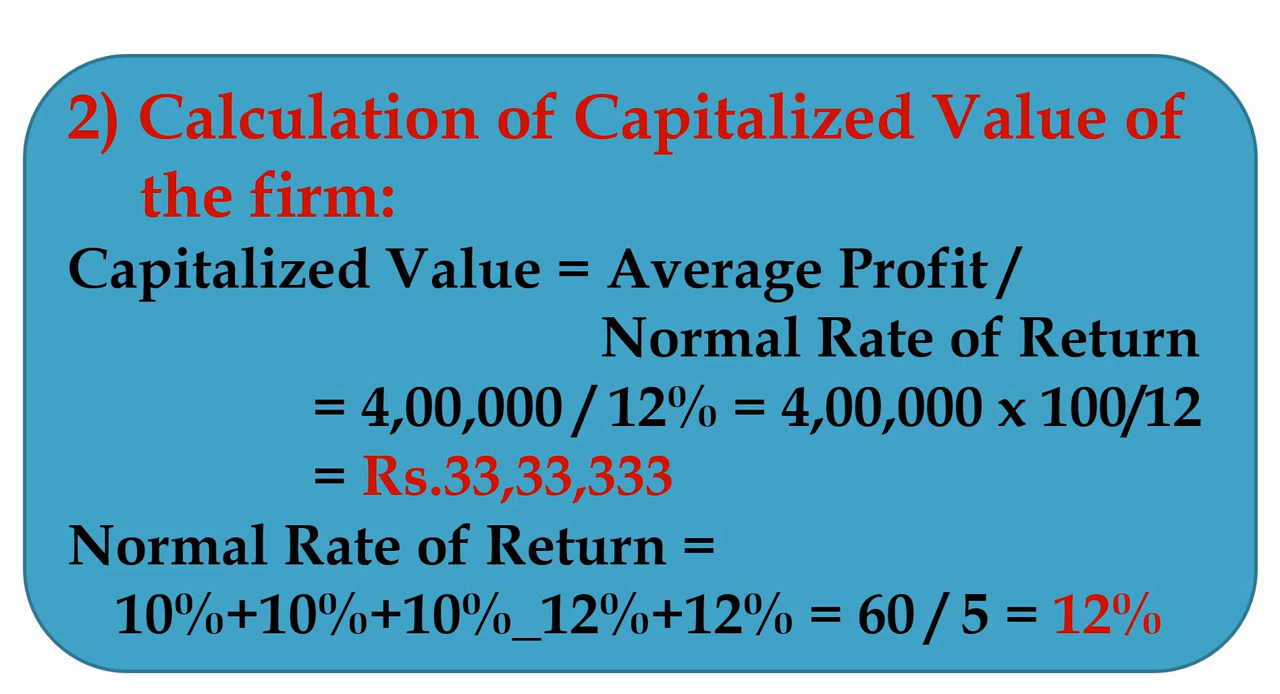 2) Calculation of Capitalized Value of
the firm:
Capitalized Value = Average Profit /
Normal Rate of Return
= 4,00,000 / 12% = 4,00,000 x 100/12
= Rs.33,33,333
Normal Rate of Return =
10%+10%+10%_12%+12% = 60 / 5 = 12%